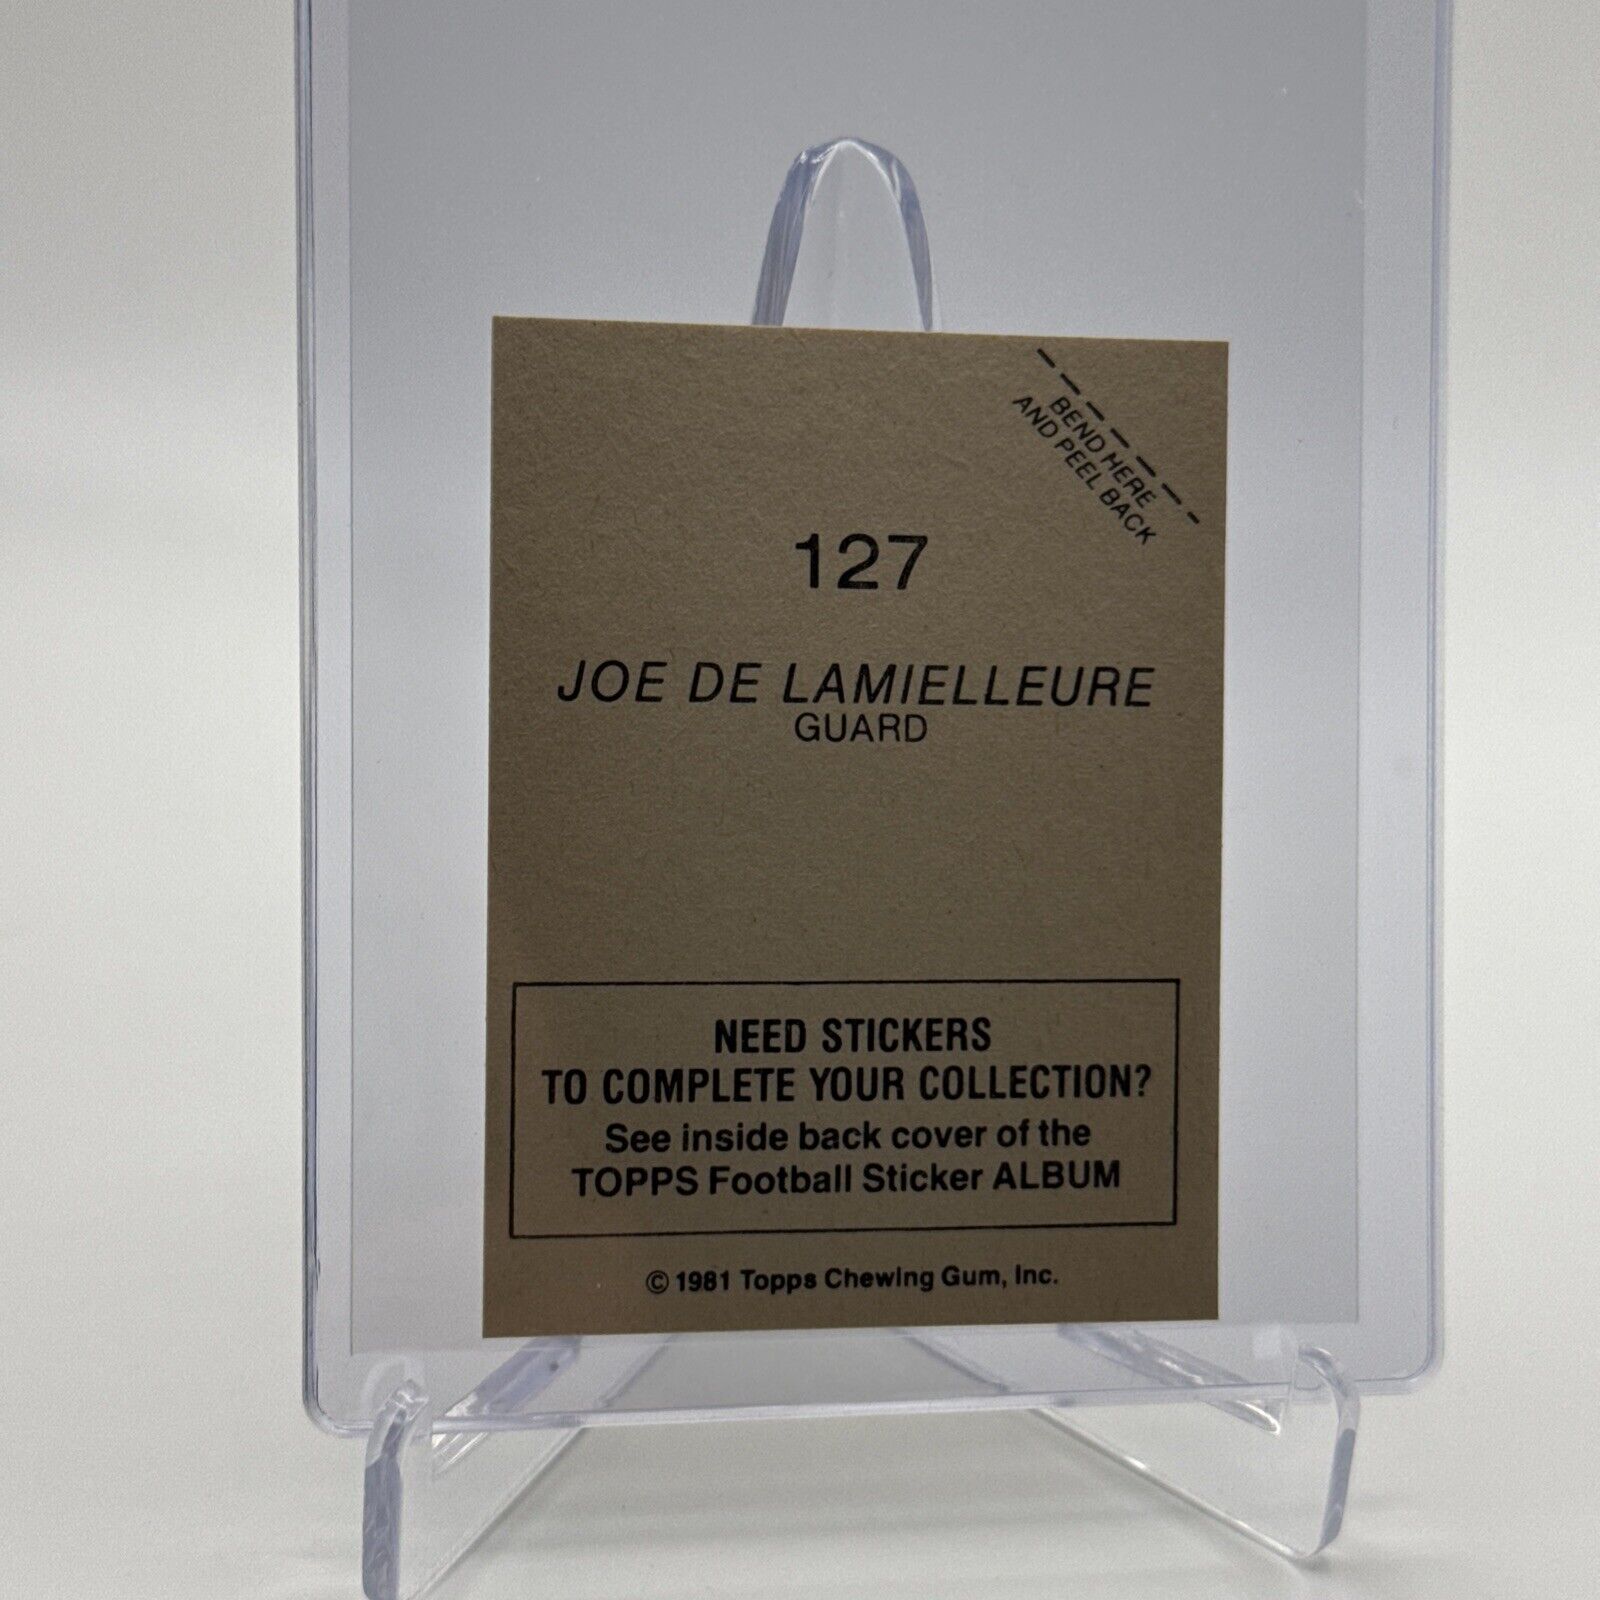 BEND HERE
AND PEEL BACK
127
JOE DE LAMIELLEURE
GUARD
NEED STICKERS
TO COMPLETE YOUR COLLECTION?
See inside back cover of the
TOPPS Football Sticker ALBUM
© 1981 Topps Chewing Gum, Inc.